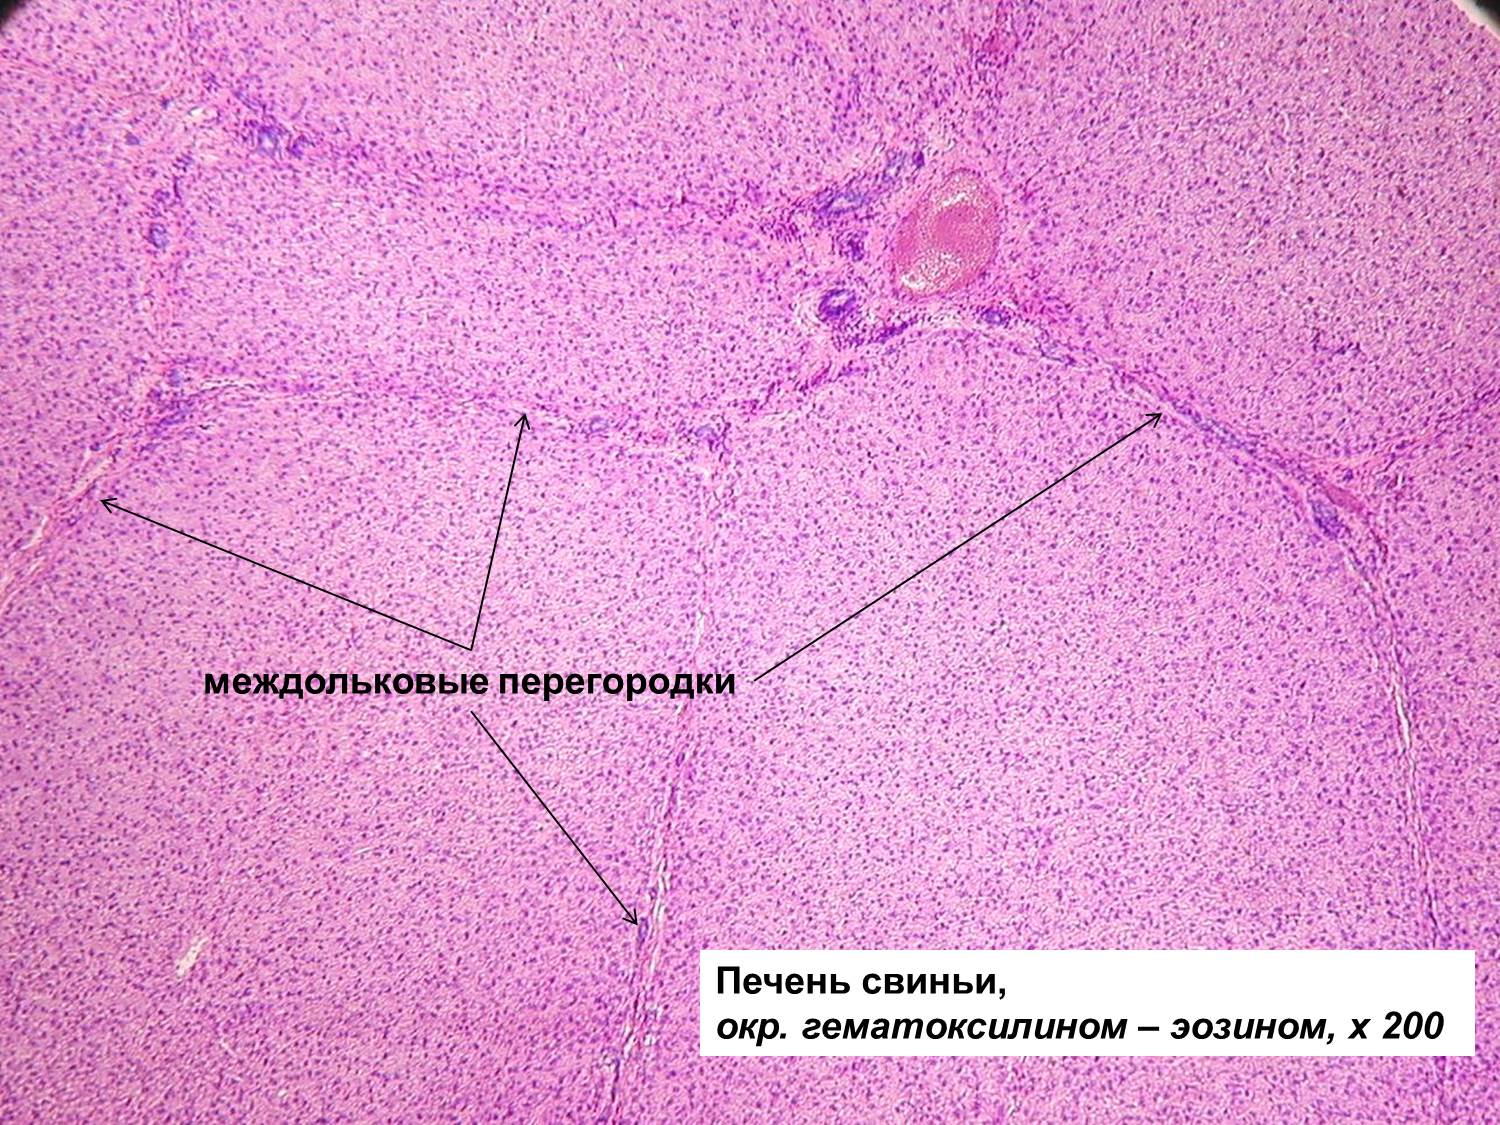 междольковые перегородки
Печень свиньи,
окр. гематоксилином – эозином, х 200